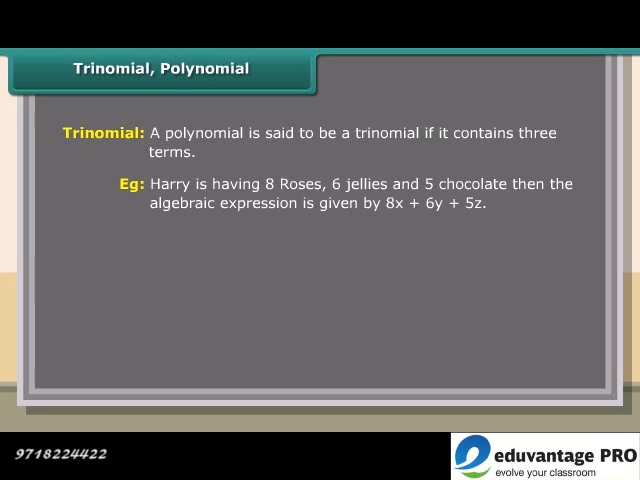 Trinomial, Polynomial
Trinomial: A polynomial is said to be a trinomial if it contains three
terms.
Eg: Harry is having 8 Roses, 6 jellies and 5 chocolate then the
algebraic expression is given by 8x + 6y + 5z.
9718224422
eduvantage PRO
evolve your classroom